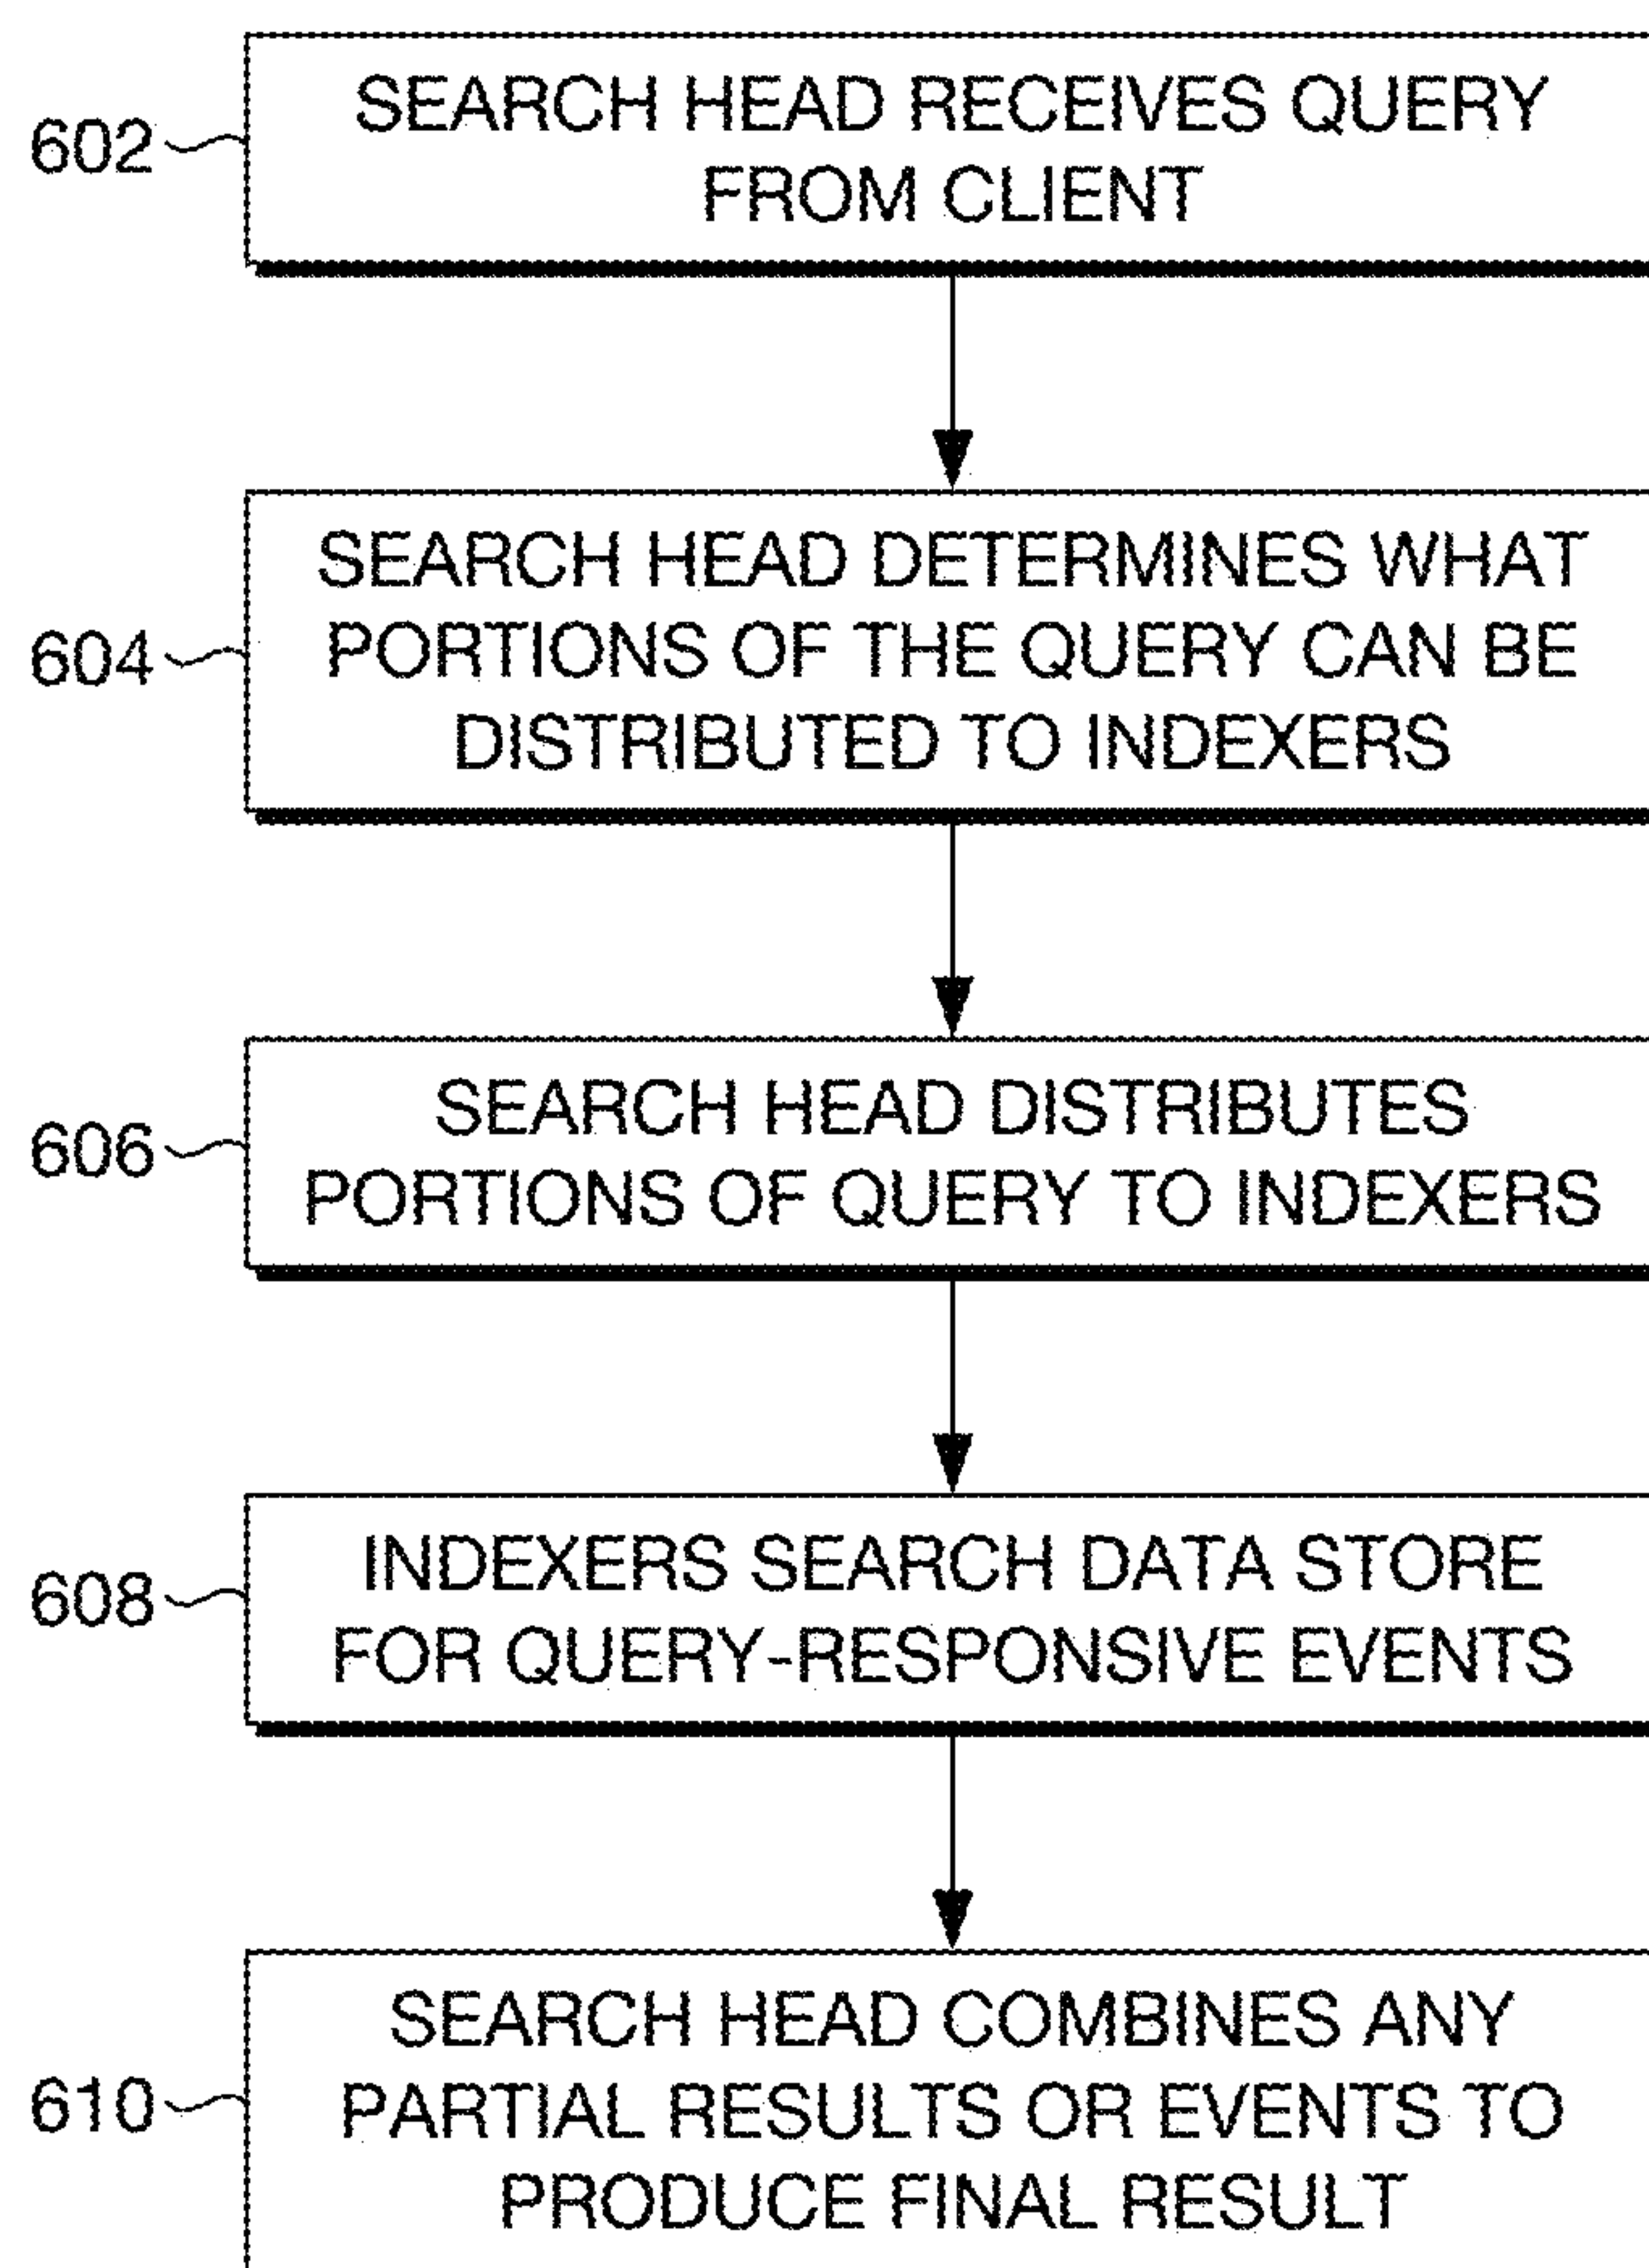 SEARCH HEAD RECEIVES QUERY
602
FROM CLIENT
SEARCH HEAD DETERMINES WHAT
604
PORTIONS OF THE QUERY CAN BE
DISTRIBUTED TO INDEXERS
SEARCH HEAD DISTRIBUTES
606
PORTIONS OF QUERY TO INDEXERS
INDEXERS SEARCH DATA STORE
608
FOR QUERY-RESPONSIVE EVENTS
SEARCH HEAD COMBINES ANY
610
PARTIAL RESULTS OR EVENTS TO
PRODUCE FINAL RESULT